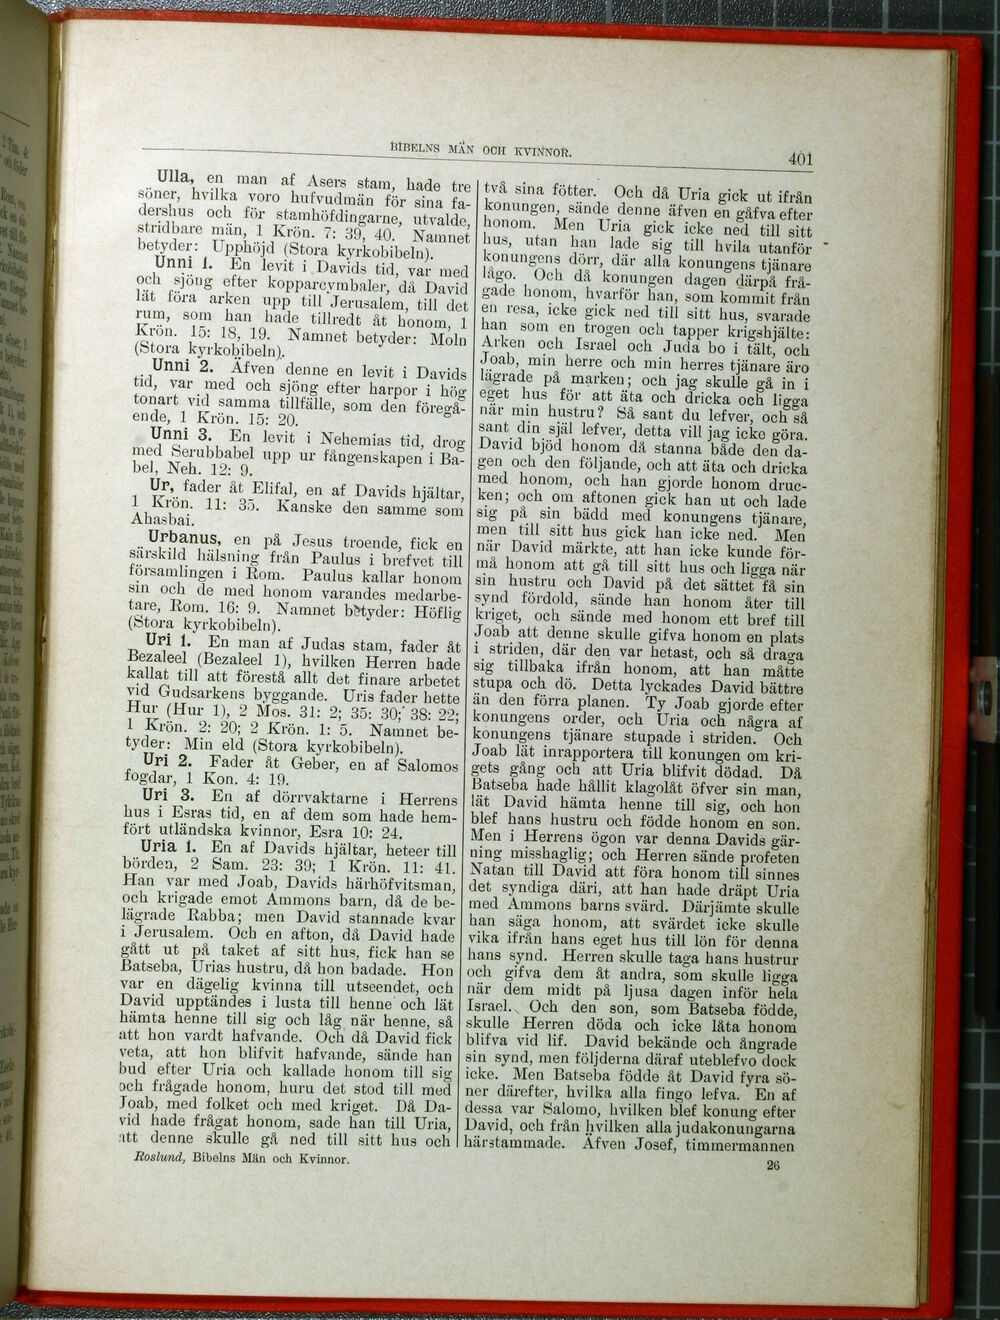 BIBELNS MÄN OCH KVINNOR.
401
Ulla, en man af Asers stam, hade tre
söner, hvilka voro hufvudmän för sina fa-
dershus och för stamhöfdingarne, utvalde,
stridbare män, 1 Krön. 7: 39, 40. Namnet
betyder: Upphöjd (Stora kyrkobibeln).
Unni 1. En levit i Davids tid, var med
och sjöng efter kopparcymbaler, då David
lät föra arken upp till Jerusalem, till det
rum, som han hade tillredt åt honom, 1
Krön. 15: 18, 19. Namnet betyder: Moln
(Stora kyrkobibeln).
Unni 2. Äfven denne en levit i Davids
tid, var med och sjöng efter harpor i hög
tonart vid samma tillfälle, som den föregå-
ende, 1 Krön. 15: 20.
Unni 3. En levit i Nehemias tid, drog
med Serubbabel upp ur fångenskapen i Ba-
bel, Neh. 12: 9.
Ur, fader åt Elifal, en af Davids hjältar,
1 Krön. 11: 35. Kanske den samme som
Ahasbai.
Urbanus, en på Jesus troende, fick en
särskild hälsning från Paulus i brefvet till
församlingen i Rom. Paulus kallar honom
sin och de med honom varandes medarbe-
tare, Rom. 16: 9. Namnet betyder: Höflig
(Stora kyrkobibeln).
Uri 1. En man af Judas stam, fader åt
Bezaleel (Bezaleel 1), hvilken Herren hade
kallat till att förestå allt det finare arbetet
vid Gudsarkens byggande. Uris fader hette
Hur (Hur 1), 2 Mos. 31: 2; 35: 30; 38: 22;
1 Krön. 2: 20; 2 Krön. 1: 5. Namnet be-
tyder: Min eld (Stora kyrkobibeln).
Uri 2. Fader åt Geber, en af Salomos
fogdar, 1 Kon. 4: 19.
Uri 3. En af dörrvaktarne i Herrens
hus i Esras tid, en af dem som hade hem-
fört utländska kvinnor, Esra 10: 24.
Uria 1. En af Davids hjältar, heteer till
börden, 2 Sam. 23: 39; 1 Krön. 11: 41.
Han var med Joab, Davids härhöfvitsman,
och krigade emot Ammons barn, då de be-
lägrade Rabba; men David stannade kvar
i Jerusalem. Och en afton, då David hade
gått ut på taket af sitt hus, fick han se
Batseba, Urias hustru, då hon badade. Hon
var en dägelig kvinna till utseendet, och
David upptändes i lusta till henne och lät
hämta henne till sig och låg när henne, så
att hon vardt hafvande. Och då David fick
veta, att hon blifvit hafvande, sände han
bud efter Uria och kallade honom till sig
och frågade honom, huru det stod till med
Joab, med folket och med kriget. Då Da-
vid hade frågat honom, sade han till Uria,
att denne skulle gå ned till sitt hus och
två sina fötter. Och då Uria gick ut ifrån
konungen, sände denne äfven en gåfva efter
honom. Men Uria gick icke ned till sitt
hus, utan han lade sig till hvila utanför
konungens dörr, där alla konungens tjänare
lågo. Och då konungen dagen därpå frå-
gade honom, hvarför han, som kommit från
en resa, icke gick ned till sitt hus, svarade
han som en trogen och tapper krigshjälte:
Arken och Israel och Juda bo i tält, och
Joab, min herre och min herres tjänare äro
lägrade på marken; och jag skulle gå in i
eget hus för att äta och dricka och ligga
när min hustru? Så sant du lefver, och så
sant din själ lefver, detta vill jag icke göra.
David bjöd honom då stanna både den da-
gen och den följande, och att äta och dricka
med honom, och han gjorde honom druc-
ken; och om aftonen gick han ut och lade
sig på sin bädd med konungens tjänare,
men till sitt hus gick han icke ned. Men
när David märkte, att han icke kunde för-
må honom att gå till sitt hus och ligga när
sin hustru och David på det sättet få sin
synd fördold, sände han honom åter till
kriget, och sände med honom ett bref till
Joab att denne skulle gifva honom en plats
i striden, där den var hetast, och så draga
sig tillbaka ifrån honom, att han måtte
stupa och dö. Detta lyckades David bättre
än den förra planen. Ty Joab gjorde efter
konungens order, och Uria och några af
konungens tjänare stupade i striden. Och
Joab lät inrapportera till konungen om kri-
gets gång och att Uria blifvit dödad. Då
Batseba hade hållit klagolåt öfver sin man,
lät David hämta henne till sig, och hon
blef hans hustru och födde honom en son.
Men i Herrens ögon var denna Davids gär-
ning misshaglig; och Herren sände profeten
Natan till David att föra honom till sinnes
det syndiga däri, att han hade dräpt Uria
med Ammons barns svärd. Därjämte skulle
han säga honom, att svärdet icke skulle
vika ifrån hans eget hus till lön för denna
hans synd. Herren skulle taga hans hustrur
och gifva dem åt andra, som skulle ligga
när dem midt på ljusa dagen inför hela
Israel. Och den son, som Batseba födde,
skulle Herren döda och icke låta honom
blifva vid lif. David bekände och ångrade
sin synd, men följderna däraf uteblefvo dock
icke. Men Batseba födde åt David fyra sö-
ner därefter, hvilka alla fingo lefva. En af
dessa var Salomo, hvilken blef konung efter
David, och från hvilken alla judakonungarna
härstammade. Äfven Josef, timmermannen
Roslund, Bibelns Män och Kvinnor.
26